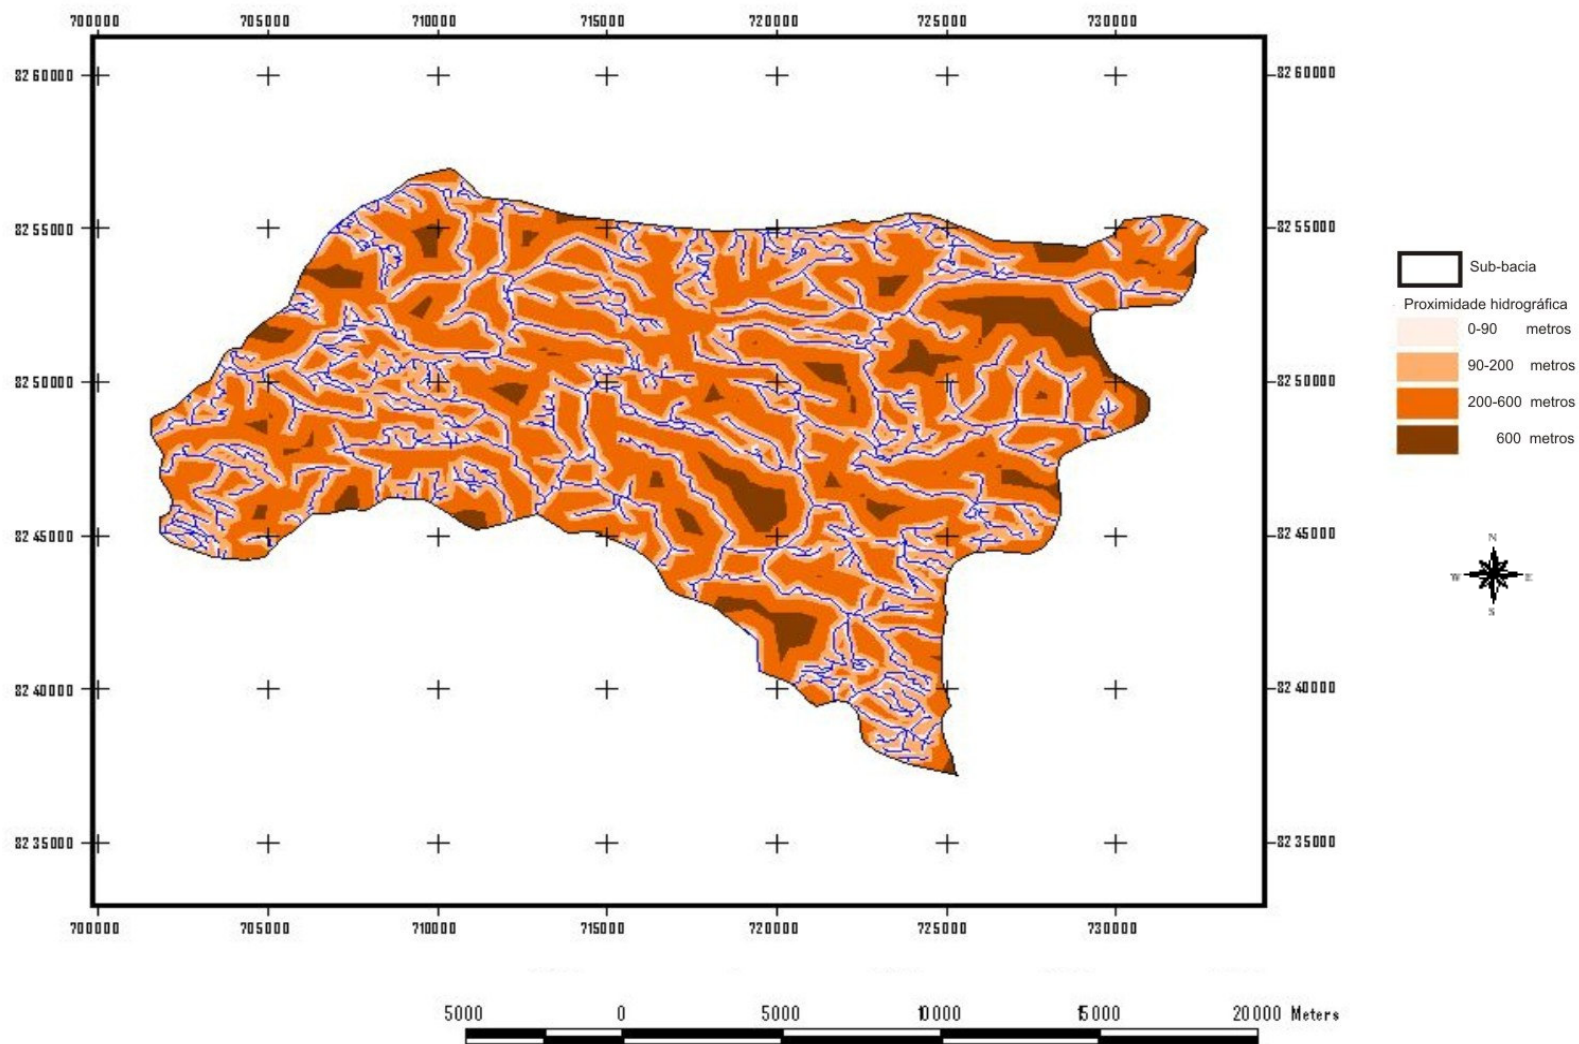 700000 705000 710000 715000 720000 725000 730000
8260000 8260000
8255000 8255000
8250000 8250000
8245000 8245000
8240000 8240000
8235000 8235000
700000 705000 710000 715000 720000 725000 730000
Sub-bacia
Proximidade hidrográfica
0-90 metros
90-200 metros
200-600 metros
600 metros
N
W E
S
5000 0 5000 10000 15000 20000 Meters